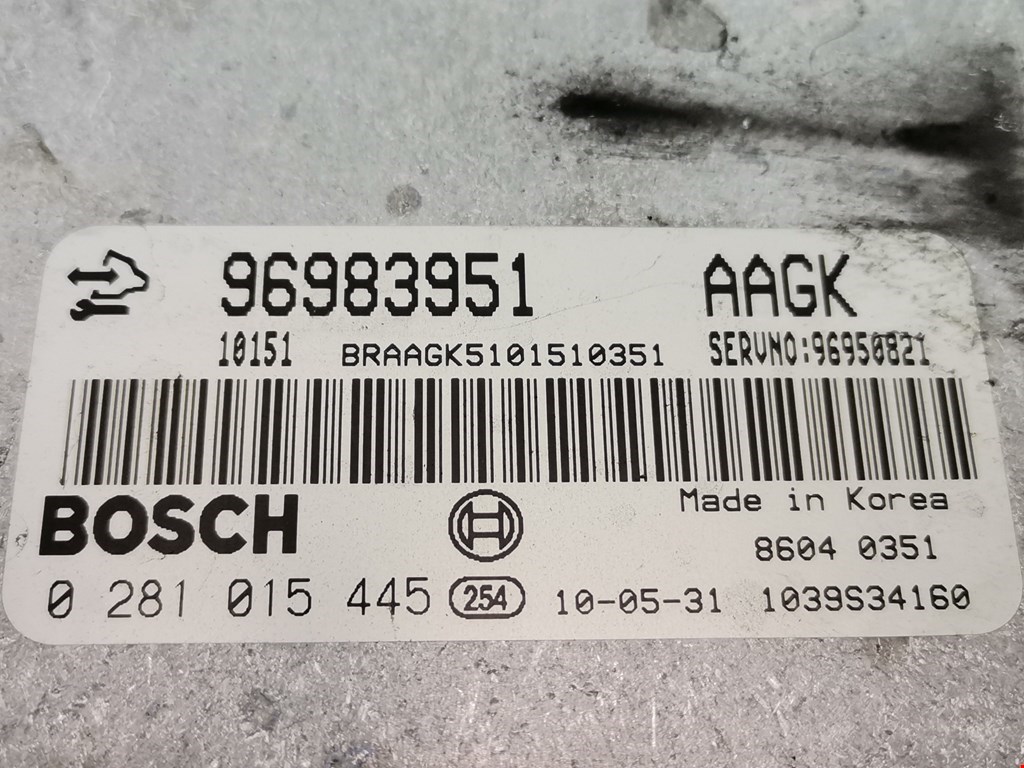 96983951 AAGK
10151 BRAAGK5101510351 SERVNO:96950821
BOSCH Made in Korea
8604 0351
0 281 015 445 254 10-05-31 1039S34160